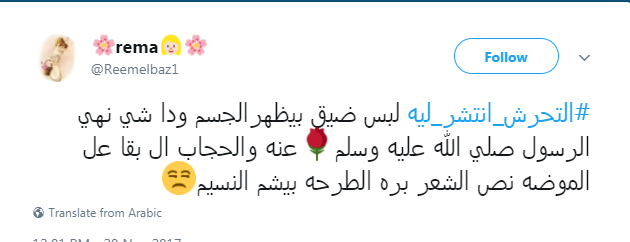 🌸rema👱‍♀️🌸
@Reemelbaz1
Follow
#التحرش_انتشر_ليه لبس ضيق بيظهر الجسم ودا شي نهي
الرسول صلي الله عليه وسلم🌹 عنه والحجاب ال بقا عل
الموضه نص الشعر بره الطرحه بيشم النسيم😒
Translate from Arabic